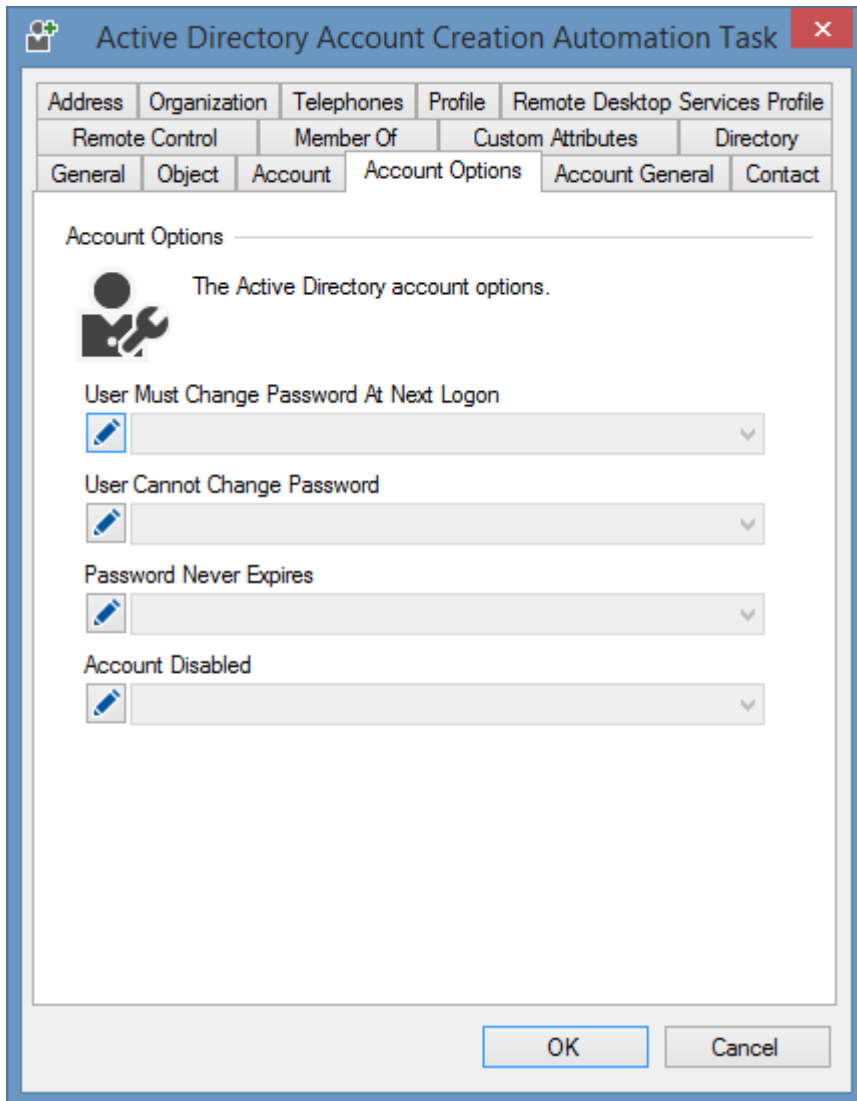 Active Directory Account Creation Automation Task
Address Organization Telephones Profile Remote Desktop Services Profile
Remote Control Member Of Custom Attributes Directory
General Object Account Account Options Account General Contact
Account Options
The Active Directory account options.
User Must Change Password At Next Logon
User Cannot Change Password
Password Never Expires
Account Disabled
OK Cancel